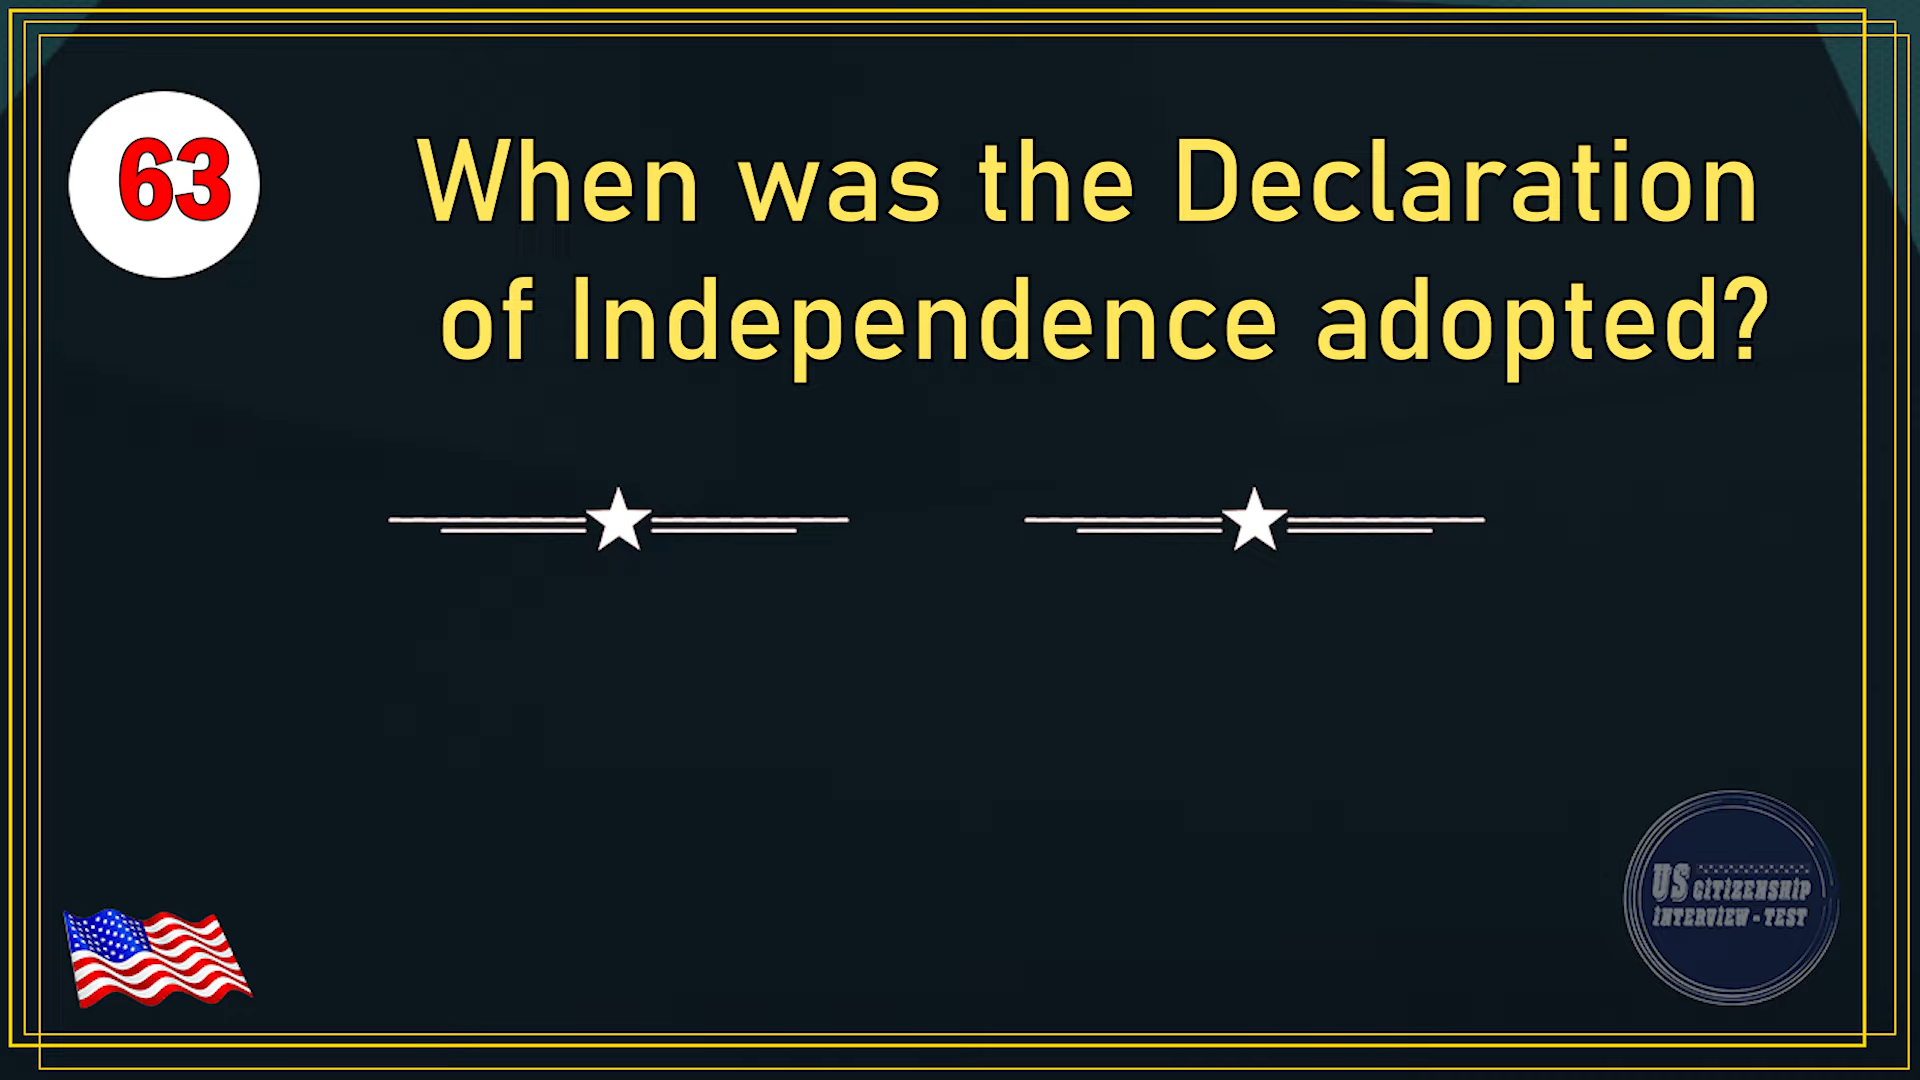 63
When was the Declaration
of Independence adopted?
US CITIZENSHIP
INTERVIEW - TEST